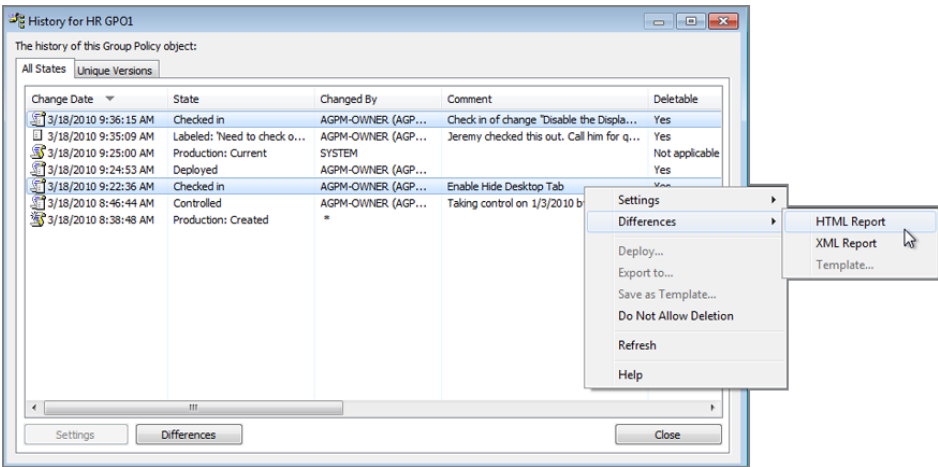 History for HR GPO1
The history of this Group Policy object:
All States Unique Versions
Change Date State Changed By Comment Deletable
3/18/2010 9:36:15 AM Checked in AGPM-OWNER (AGP... Check in of change "Disable the Displa... Yes
3/18/2010 9:35:09 AM Labeled: 'Need to check o... AGPM-OWNER (AGP... Jeremy checked this out. Call him for q... Yes
3/18/2010 9:25:00 AM Production: Current SYSTEM Not applicable
3/18/2010 9:24:53 AM Deployed AGPM-OWNER (AGP... Yes
3/18/2010 9:22:36 AM Checked in AGPM-OWNER (AGP... Enable Hide Desktop Tab Yes
3/18/2010 8:46:44 AM Controlled AGPM-OWNER (AGP... Taking control on 1/3/2010 b
3/18/2010 8:38:48 AM Production: Created *
Settings
Differences
Deploy...
Export to...
Save as Template...
Do Not Allow Deletion
Refresh
Help
HTML Report
XML Report
Template...
Settings Differences Close